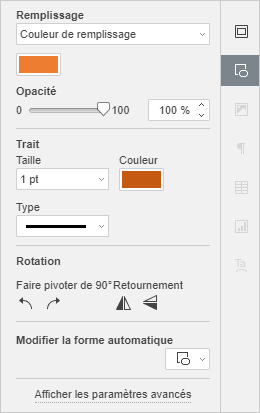 Remplissage
Couleur de remplissage
Opacité
0 100 100 %
Trait
Taille Couleur
1 pt
Type
Rotation
Faire pivoter de 90° Retournement
Modifier la forme automatique
Afficher les paramètres avancés
Ta